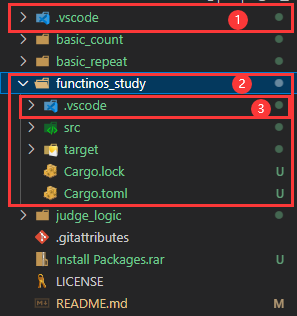 .vscode 1
basic_count
basic_repeat
functinos_study 2
.vscode 3
src
target
Cargo.lock U
Cargo.toml U
judge_logic
.gitattributes
Install Packages.rar U
LICENSE
README.md M